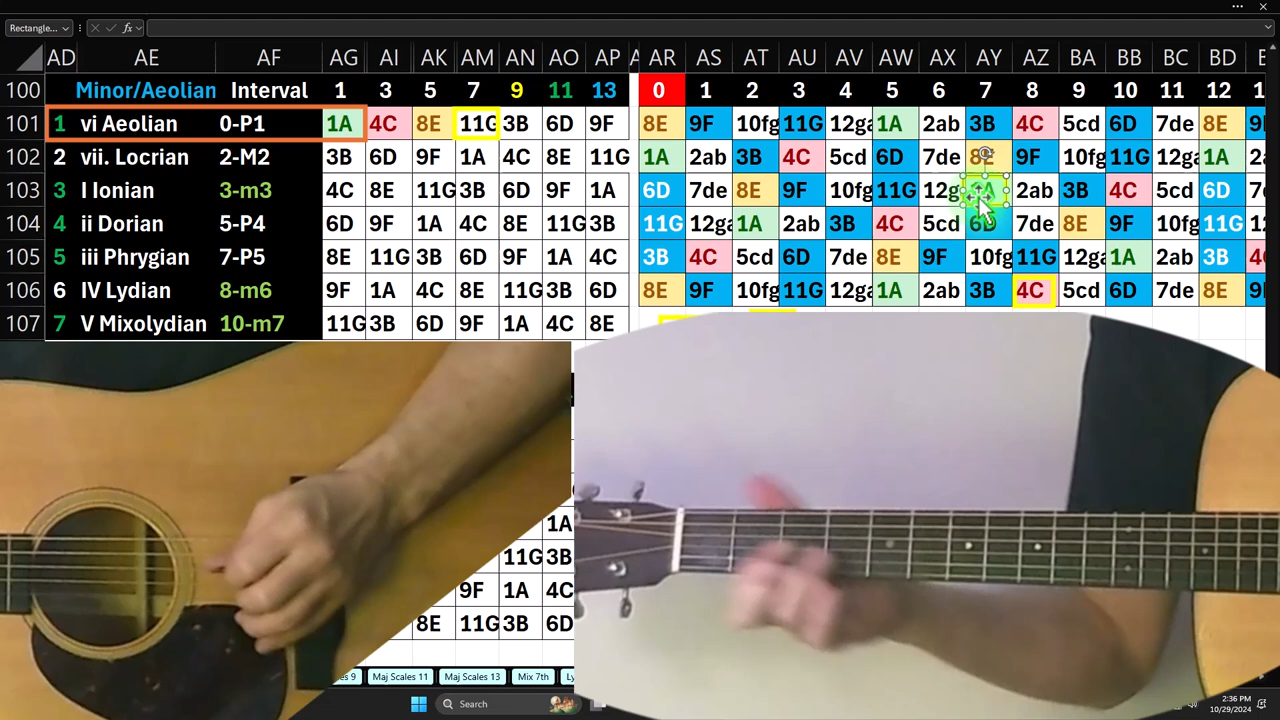 Rectangle... fx
AD AE AF AG AI AK AM AN AO AP AR AS AT AU AV AW AX AY AZ BA BB BC BD
100 Minor/Aeolian Interval 1 3 5 7 9 11 13 0 1 2 3 4 5 6 7 8 9 10 11 12
101 1 vi Aeolian 0-P1 1A 4C 8E 11G 3B 6D 9F 8E 9F 10fg 11G 12ga 1A 2ab 3B 4C 5cd 6D 7de 8E
102 2 vii. Locrian 2-M2 3B 6D 9F 1A 4C 8E 11G 1A 2ab 3B 4C 5cd 6D 7de 8E 9F 10fg 11G 12ga 1A
103 3 I Ionian 3-m3 4C 8E 11G 3B 6D 9F 1A 6D 7de 8E 9F 10fg 11G 12g 1A 2ab 3B 4C 5cd 6D
104 4 ii Dorian 5-P4 6D 9F 1A 4C 8E 11G 3B 11G 12ga 1A 2ab 3B 4C 5cd 6D 7de 8E 9F 10fg 11G
105 5 iii Phrygian 7-P5 8E 11G 3B 6D 9F 1A 4C 3B 4C 5cd 6D 7de 8E 9F 10fg 11G 12ga 1A 2ab 3B
106 6 IV Lydian 8-m6 9F 1A 4C 8E 11G 3B 6D 8E 9F 10fg 11G 12ga 1A 2ab 3B 4C 5cd 6D 7de 8E
107 7 V Mixolydian 10-m7 11G 3B 6D 9F 1A 4C 8E
1A
11G 3B
9F 1A 4C
8E 11G 3B 6D
es 9 Maj Scales 11 Maj Scales 13 Mix 7th Ly
Search 2:36 PM
10/29/2024